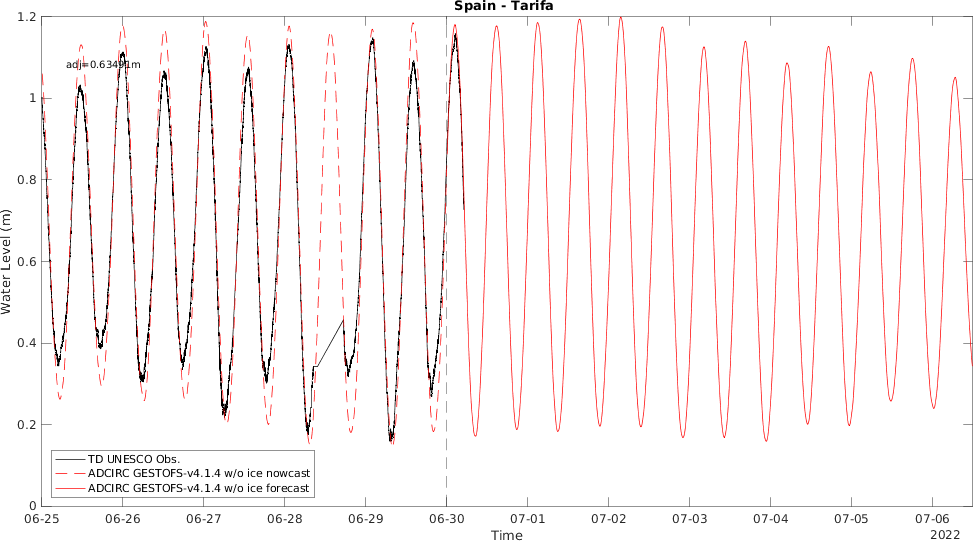 Spain - Tarifa
1.2
adj=0.63491m
1
0.8
Water Level (m)
0.6
0.4
0.2
TD UNESCO Obs.
ADCIRC GESTOFS-v4.1.4 w/o ice nowcast
ADCIRC GESTOFS-v4.1.4 w/o ice forecast
0
06-25 06-26 06-27 06-28 06-29 06-30 07-01 07-02 07-03 07-04 07-05 07-06
Time 2022